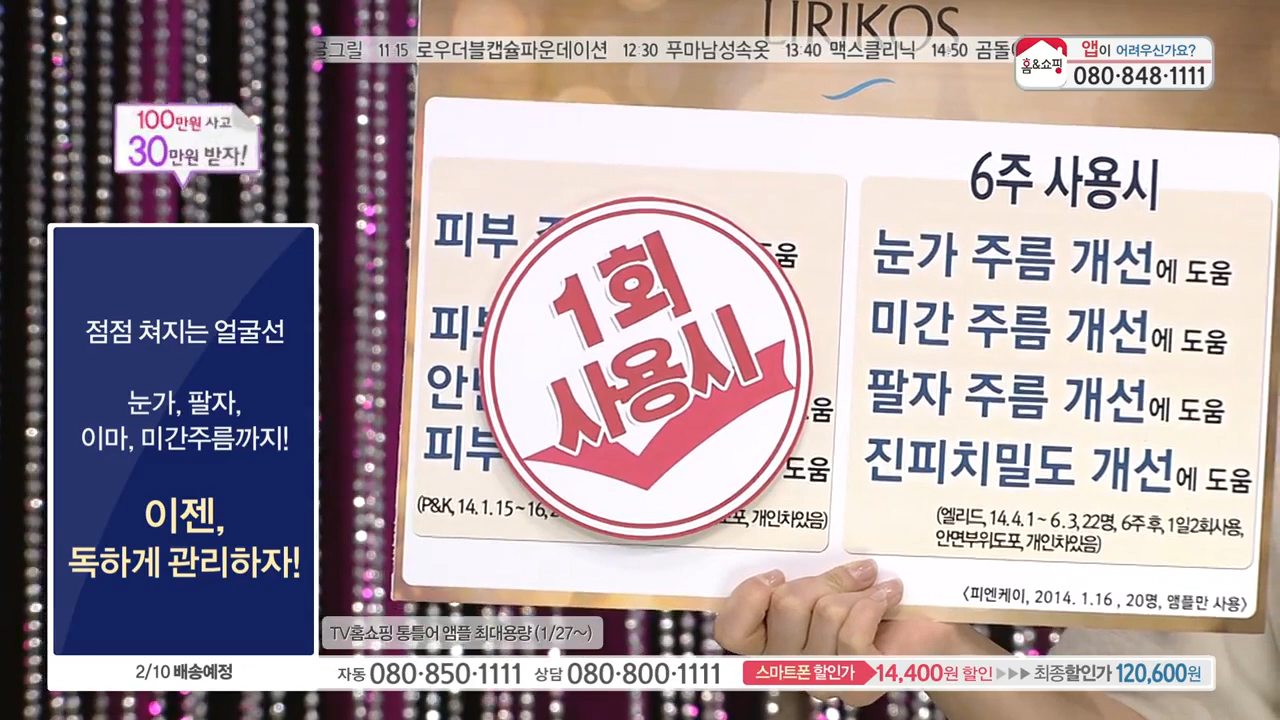 LIRIKOS
글그릴 11 15 로우더블캡슐파운데이션 12:30 푸마남성속옷 13:40 맥스클리닉 14:50 곰돌
홈&쇼핑
앱이 어려우신가요?
080·848·1111
100만원 사고
30만원 받자!
점점 쳐지는 얼굴선
눈가, 팔자,
이마, 미간주름까지!
이젠,
독하게 관리하자!
피부
움
피부
안면
움
피부
도움
(P&K, 14. 1. 15~16,
도포, 개인차있음)
1회
사용시
6주 사용시
눈가 주름 개선에 도움
미간 주름 개선에 도움
팔자 주름 개선에 도움
진피치밀도 개선에 도움
(엘리드, 14. 4. 1 ~ 6. 3, 22명, 6주 후, 1일2회사용,
안면부위도포, 개인차있음)
<피엔케이, 2014. 1.16 , 20명, 앰플만 사용>
TV홈쇼핑 통틀어 앰플 최대용량 (1/27~)
2/10 배송예정
자동 080·850·1111 상담 080·800·1111 스마트폰 할인가 14,400원 할인 최종할인가 120,600원